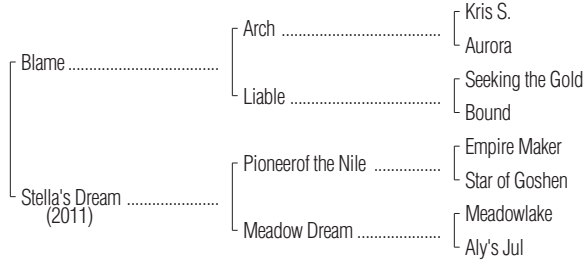 Kris S.
Arch ................................
Aurora
Blame ................................
Seeking the Gold
Liable ................................
Bound
Empire Maker
Pioneerof the Nile ................
Star of Goshen
Stella's Dream ...................
(2011)
Meadowlake
Meadow Dream .................
Aly's Jul